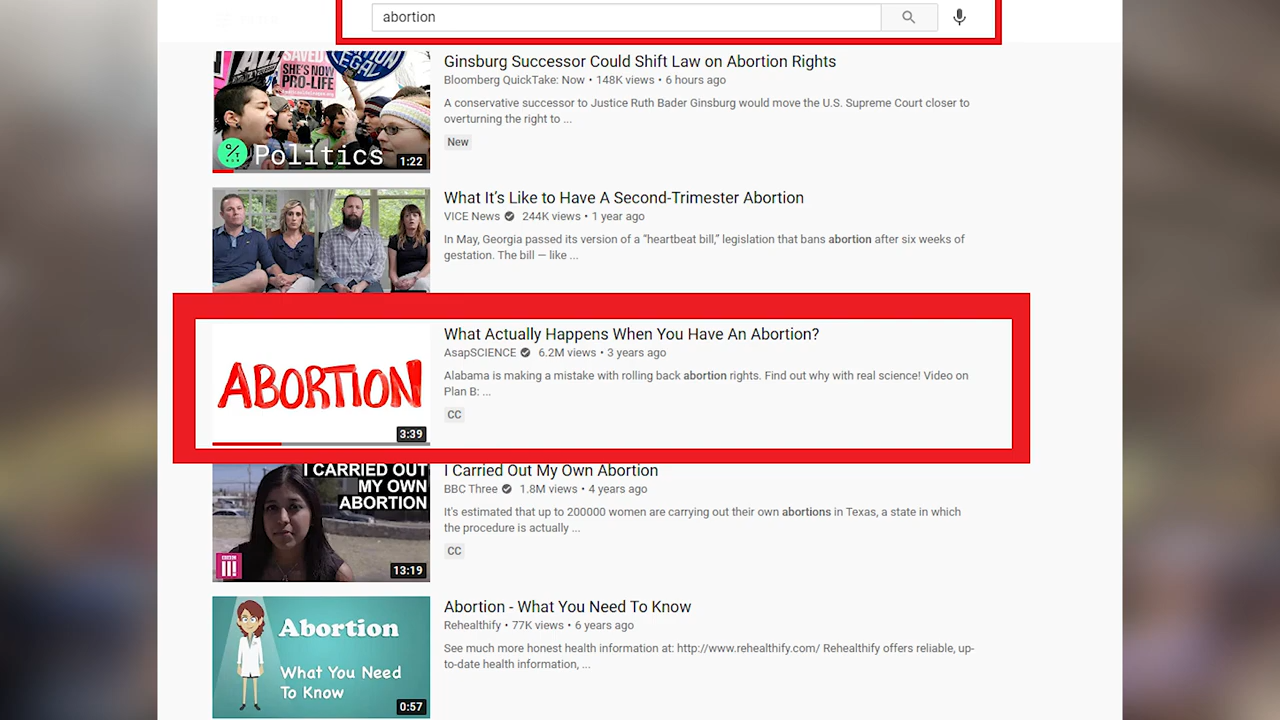 abortion
Ginsburg Successor Could Shift Law on Abortion Rights
Bloomberg QuickTake: Now • 148K views • 6 hours ago
A conservative successor to Justice Ruth Bader Ginsburg would move the U.S. Supreme Court closer to
overturning the right to ...
New
SAVED
SHE'S NOW
PRO-LIFE
LEGAL
Politics
1:22
What It’s Like to Have A Second-Trimester Abortion
VICE News 244K views • 1 year ago
In May, Georgia passed its version of a “heartbeat bill,” legislation that bans abortion after six weeks of
gestation. The bill — like ...
What Actually Happens When You Have An Abortion?
AsapSCIENCE 6.2M views • 3 years ago
Alabama is making a mistake with rolling back abortion rights. Find out why with real science! Video on
Plan B: ...
CC
ABORTION
3:39
I Carried Out My Own Abortion
BBC Three 1.8M views • 4 years ago
It's estimated that up to 200000 women are carrying out their own abortions in Texas, a state in which
the procedure is actually ...
CC
I CARRIED OUT
MY OWN
ABORTION
13:19
Abortion - What You Need To Know
Rehealthify • 77K views • 6 years ago
See much more honest health information at: http://www.rehealthify.com/ Rehealthify offers reliable, up-
to-date health information, ...
Abortion
What You Need
To Know
0:57